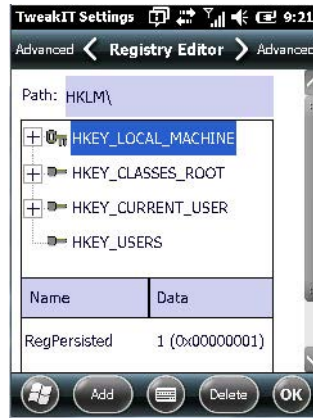 TweakIT Settings 9:21
Advanced Registry Editor Advanced
Path: HKLM\
HKEY_LOCAL_MACHINE
HKEY_CLASSES_ROOT
HKEY_CURRENT_USER
HKEY_USERS
Name Data
RegPersisted 1 (0x00000001)
Add Delete OK